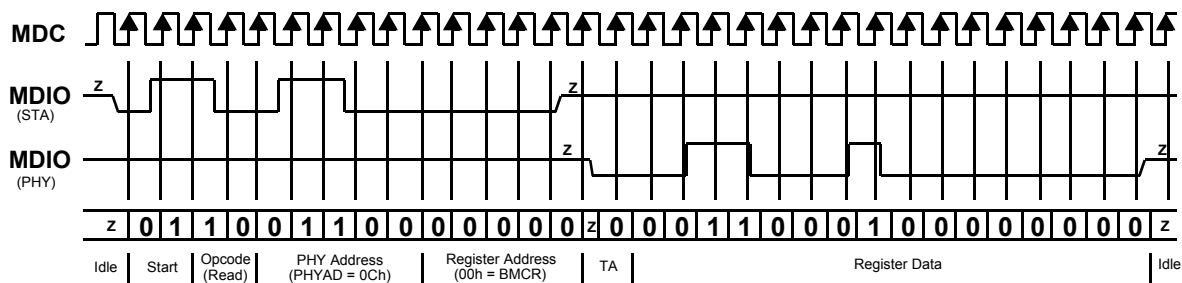 MDC
z z
MDIO
(STA)
MDIO z z
(PHY)
z 0 1 1 0 0 1 1 0 0 0 0 0 0 0 z 0 0 0 1 1 0 0 0 1 0 0 0 0 0 0 0 0 z
Idle Start Opcode (Read) PHY Address (PHYAD = 0Ch) Register Address (00h = BMCR) TA Register Data Idle